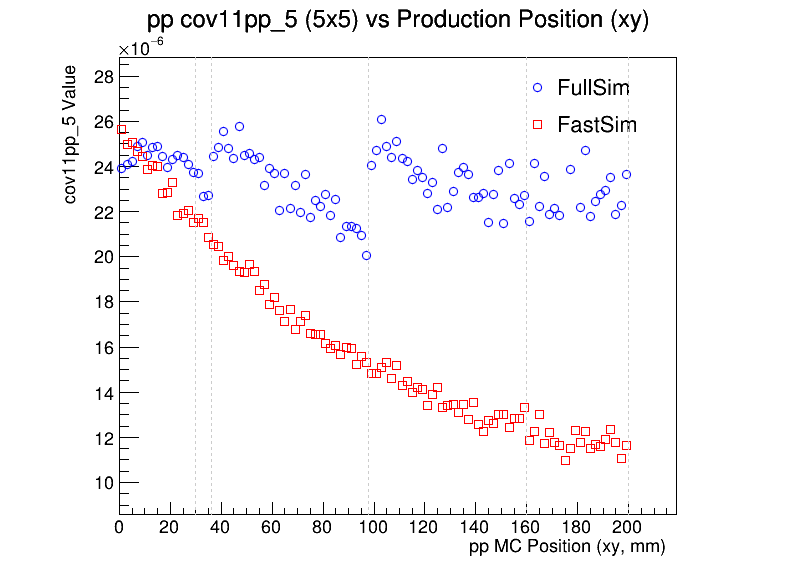 pp cov11pp_5 (5x5) vs Production Position (xy)
×10⁻⁶
cov11pp_5 Value
28
26
24
22
20
18
16
14
12
10
FullSim
FastSim
0 20 40 60 80 100 120 140 160 180 200
pp MC Position (xy, mm)